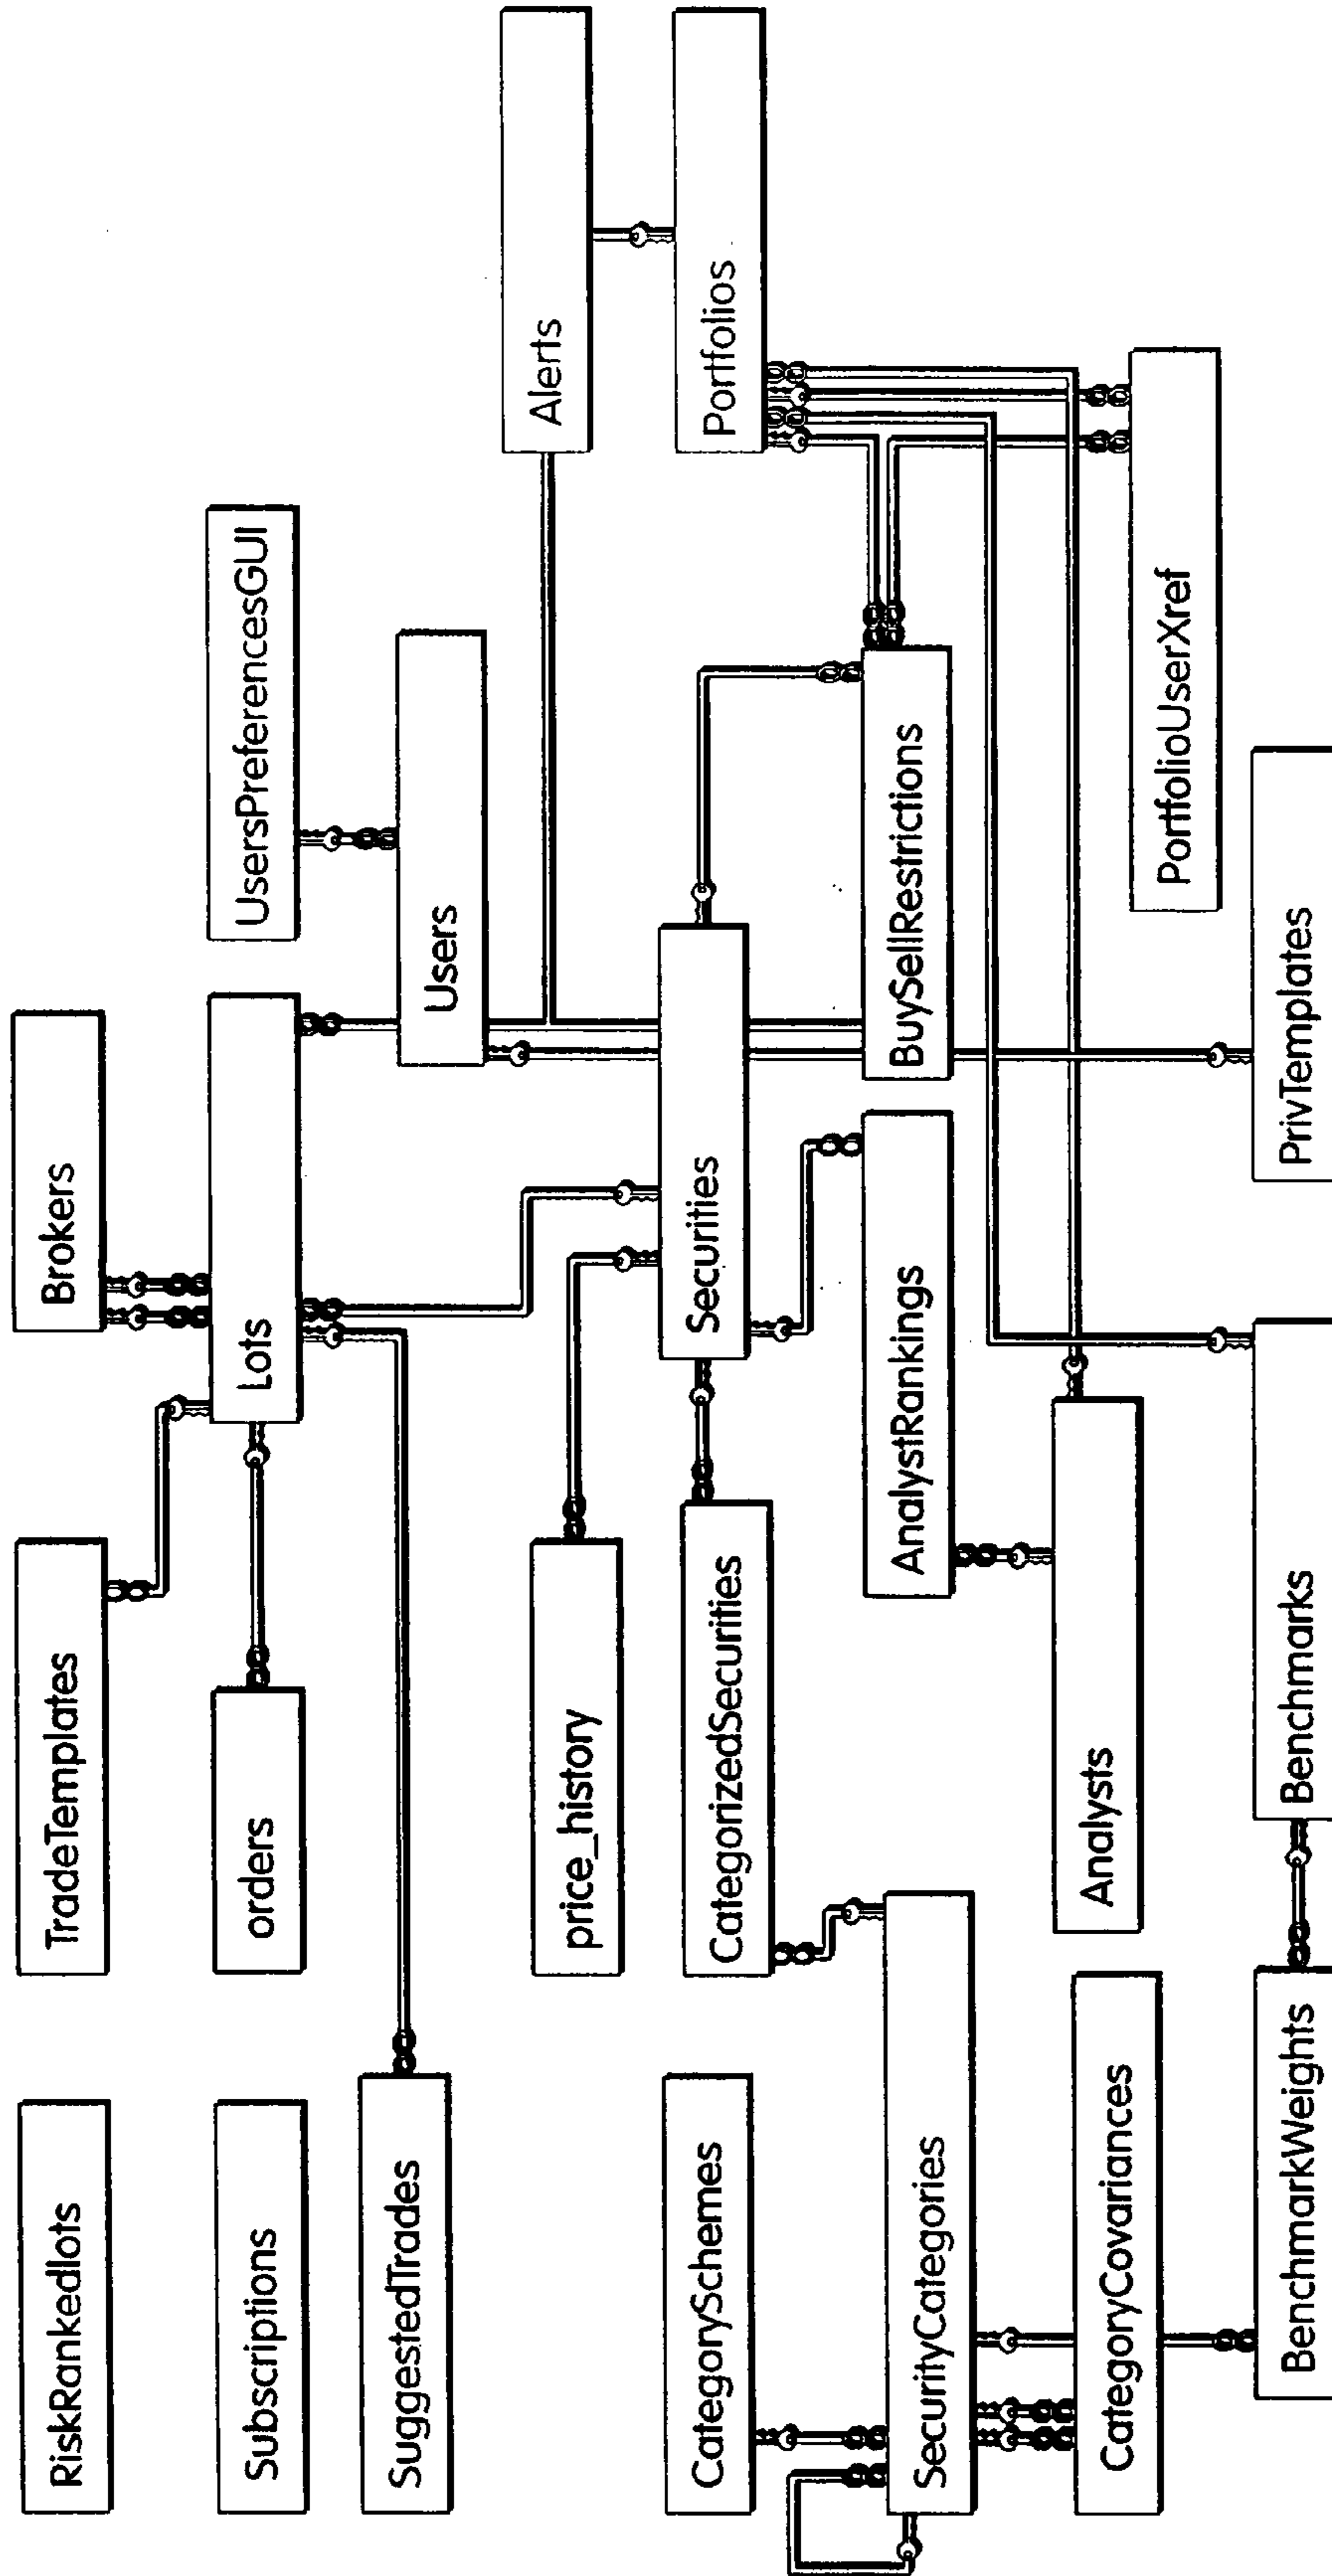 RiskRankedlots
TradeTemplates
Brokers
Subscriptions
orders
Lots
UsersPreferencesGUI
SuggestedTrades
Users
price_history
Alerts
CategorySchemes
CategorizedSecurities
Securities
Portfolios
SecurityCategories
AnalystRankings
BuySellRestrictions
CategoryCovariances
Analysts
PortfolioUserXref
BenchmarkWeights
Benchmarks
PrivTemplates